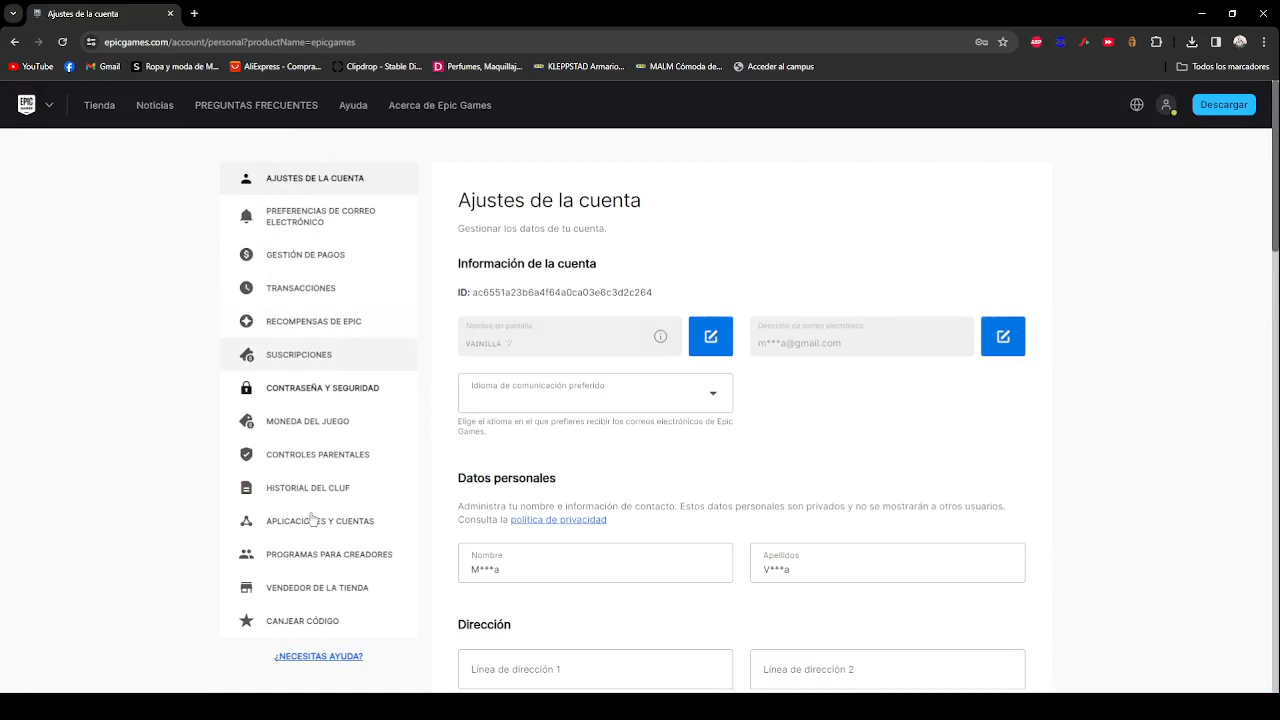 Ajustes de la cuenta
epicgames.com/account/personal?productName=epicgames
YouTube
Gmail
Ropa y moda de M...
AliExpress - Compra...
Clipdrop - Stable Di...
Perfumes, Maquillaj...
KLEPPSTAD Amario...
MALM Cómoda de...
Acceder al campus
Todos los marcadores
EPIC GAMES
Tienda
Noticias
PREGUNTAS FRECUENTES
Ayuda
Acerca de Epic Games
Descargar
AJUSTES DE LA CUENTA
PREFERENCIAS DE CORREO
ELECTRÓNICO
GESTIÓN DE PAGOS
TRANSACCIONES
RECOMPENSAS DE EPIC
SUSCRIPCIONES
CONTRASEÑA Y SEGURIDAD
MONEDA DEL JUEGO
CONTROLES PARENTALES
HISTORIAL DEL CLUF
APLICACIONES Y CUENTAS
PROGRAMAS PARA CREADORES
VENDEDOR DE LA TIENDA
CANJEAR CÓDIGO
¿NECESITAS AYUDA?
Ajustes de la cuenta
Gestionar los datos de tu cuenta.
Información de la cuenta
ID: ac6551a23b6a4f64a0ca03e6c3d2c264
Nombre en pantalla
VAINILLA ツ
Dirección de correo electrónico
m***a@gmail.com
Idioma de comunicación preferido
Elige el idioma en el que prefieres recibir los correos electrónicos de Epic
Games.
Datos personales
Administra tu nombre e información de contacto. Estos datos personales son privados y no se mostrarán a otros usuarios.
Consulta la política de privacidad
Nombre
M***a
Apellidos
V***a
Dirección
Línea de dirección 1
Línea de dirección 2